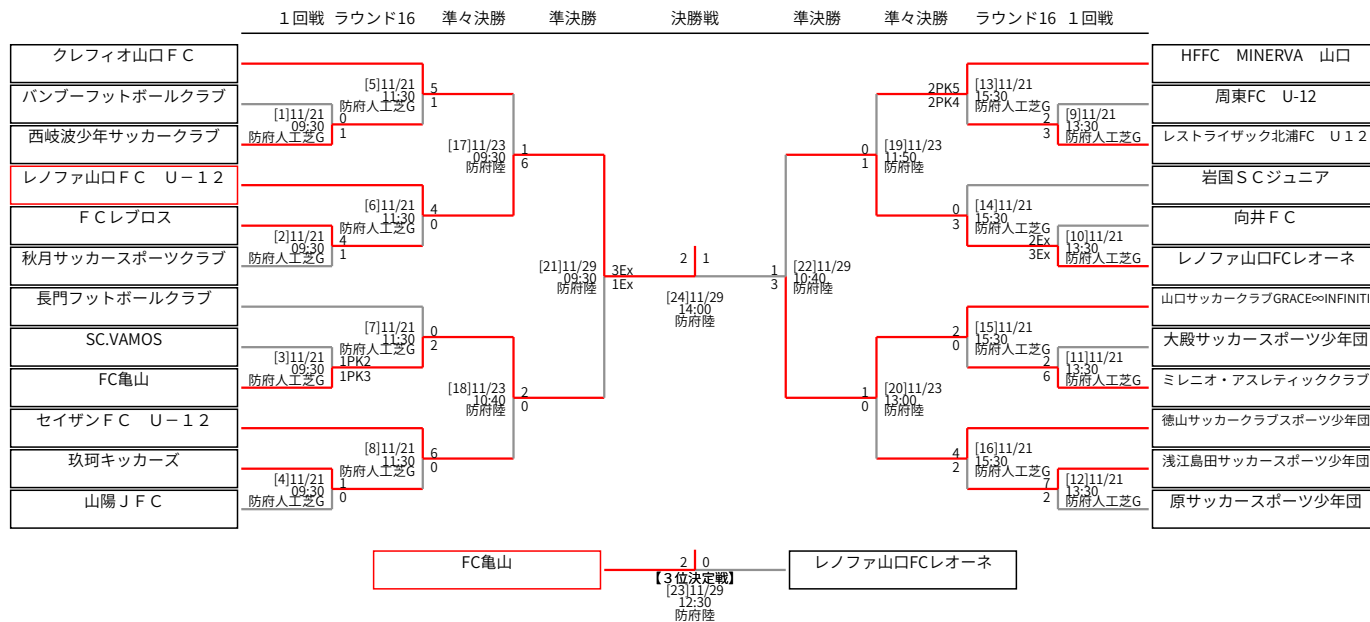 １回戦 ラウンド16 準々決勝 準決勝 決勝戦 準決勝 準々決勝 ラウンド16 １回戦
クレフィオ山口ＦＣ
バンブーフットボールクラブ
西岐波少年サッカークラブ
レノファ山口ＦＣ　Ｕ－１２
ＦＣレブロス
秋月サッカースポーツクラブ
長門フットボールクラブ
SC.VAMOS
FC亀山
セイザンＦＣ　Ｕ－１２
玖珂キッカーズ
山陽ＪＦＣ
[1]11/21
09:30
防府人工芝G
0
1
[2]11/21
09:30
防府人工芝G
4
1
[3]11/21
09:30
防府人工芝G
1PK2
1PK3
[4]11/21
09:30
防府人工芝G
1
0
[5]11/21
11:30
防府人工芝G
5
1
[6]11/21
11:30
防府人工芝G
4
0
[7]11/21
11:30
防府人工芝G
0
2
[8]11/21
11:30
防府人工芝G
6
0
[17]11/23
09:30
防府陸
1
6
[18]11/23
10:40
防府陸
2
0
[21]11/29
09:30
防府陸
3Ex
1Ex
2 1
[24]11/29
14:00
防府陸
1
3
[22]11/29
10:40
防府陸
0
1
[19]11/23
11:50
防府陸
1
0
[20]11/23
13:00
防府陸
2PK5
2PK4
[13]11/21
15:30
防府人工芝G
0
3
[14]11/21
15:30
防府人工芝G
2
0
[15]11/21
15:30
防府人工芝G
4
2
[16]11/21
15:30
防府人工芝G
2
3
[9]11/21
13:30
防府人工芝G
2Ex
3Ex
[10]11/21
13:30
防府人工芝G
2
6
[11]11/21
13:30
防府人工芝G
7
2
[12]11/21
13:30
防府人工芝G
HFFC　MINERVA　山口
周東FC　U-12
レストライザック北浦FC　Ｕ１２
岩国ＳＣジュニア
向井ＦＣ
レノファ山口FCレオーネ
山口サッカークラブGRACE∞INFINITI
大殿サッカースポーツ少年団
ミレニオ・アスレティッククラブ
徳山サッカークラブスポーツ少年団
浅江島田サッカースポーツ少年団
原サッカースポーツ少年団
FC亀山
2 0
レノファ山口FCレオーネ
【３位決定戦】
[23]11/29
12:30
防府陸